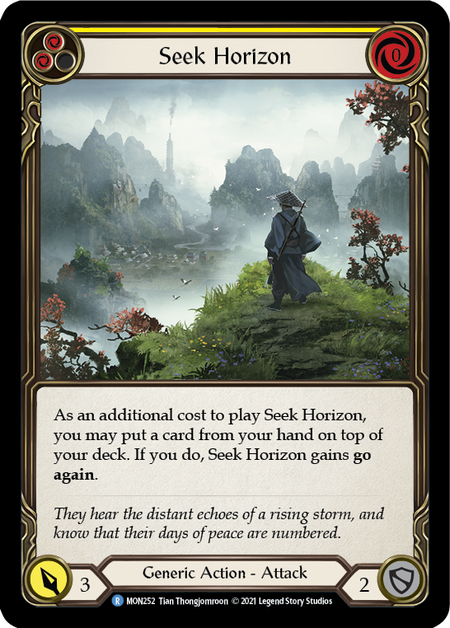 Seek Horizon
0
As an additional cost to play Seek Horizon,
you may put a card from your hand on top of
your deck. If you do, Seek Horizon gains go
again.
They hear the distant echoes of a rising storm, and
know that their days of peace are numbered.
3
Generic Action - Attack
2
R MON252 Tian Thongjomroon © 2021 Legend Story Studios